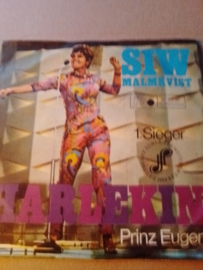 SIW
MALMKVIST
1. Sieger
HARLEKIN
Prinz Eugen